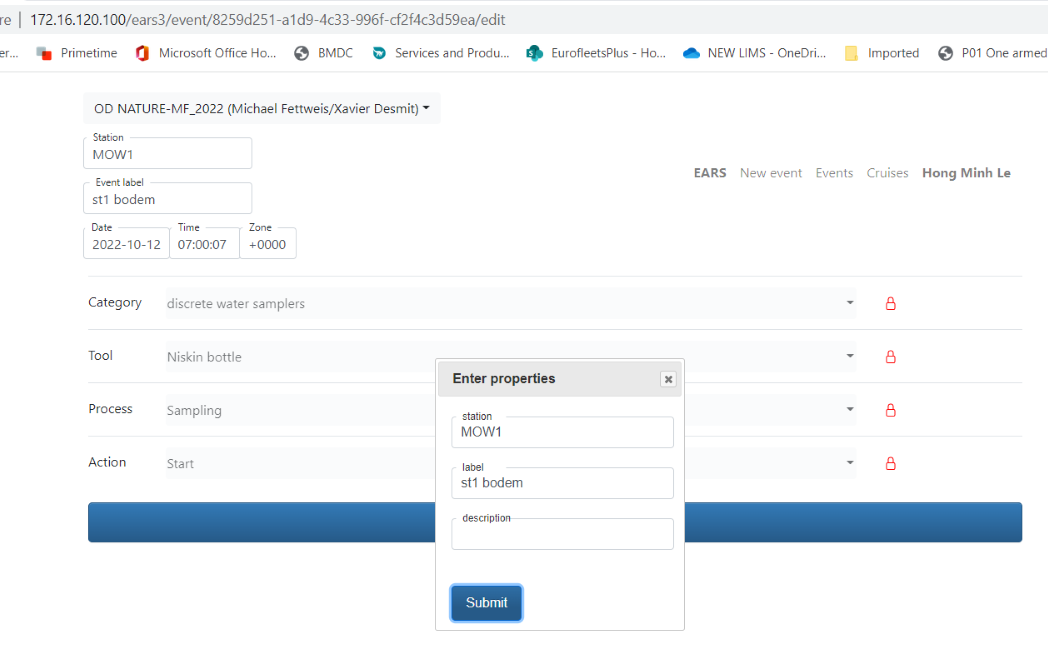 re | 172.16.120.100/ears3/event/8259d251-a1d9-4c33-996f-cf2f4c3d59ea/edit
er... Primetime Microsoft Office Ho... BMDC Services and Produ... EurofleetsPlus - Ho... NEW LIMS - OneDri... Imported P01 One armed
OD NATURE-MF_2022 (Michael Fettweis/Xavier Desmit)
Station
MOW1
EARS New event Events Cruises Hong Minh Le
Event label
st1 bodem
Date Time Zone
2022-10-12 07:00:07 +0000
Category discrete water samplers
Tool Niskin bottle
Process Sampling
Action Start
Enter properties
station
MOW1
label
st1 bodem
description
Submit